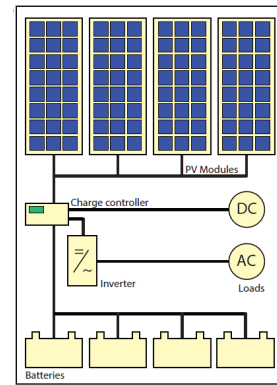 PV Modules
Charge controller
DC
=/~
Inverter
AC
Loads
Batteries